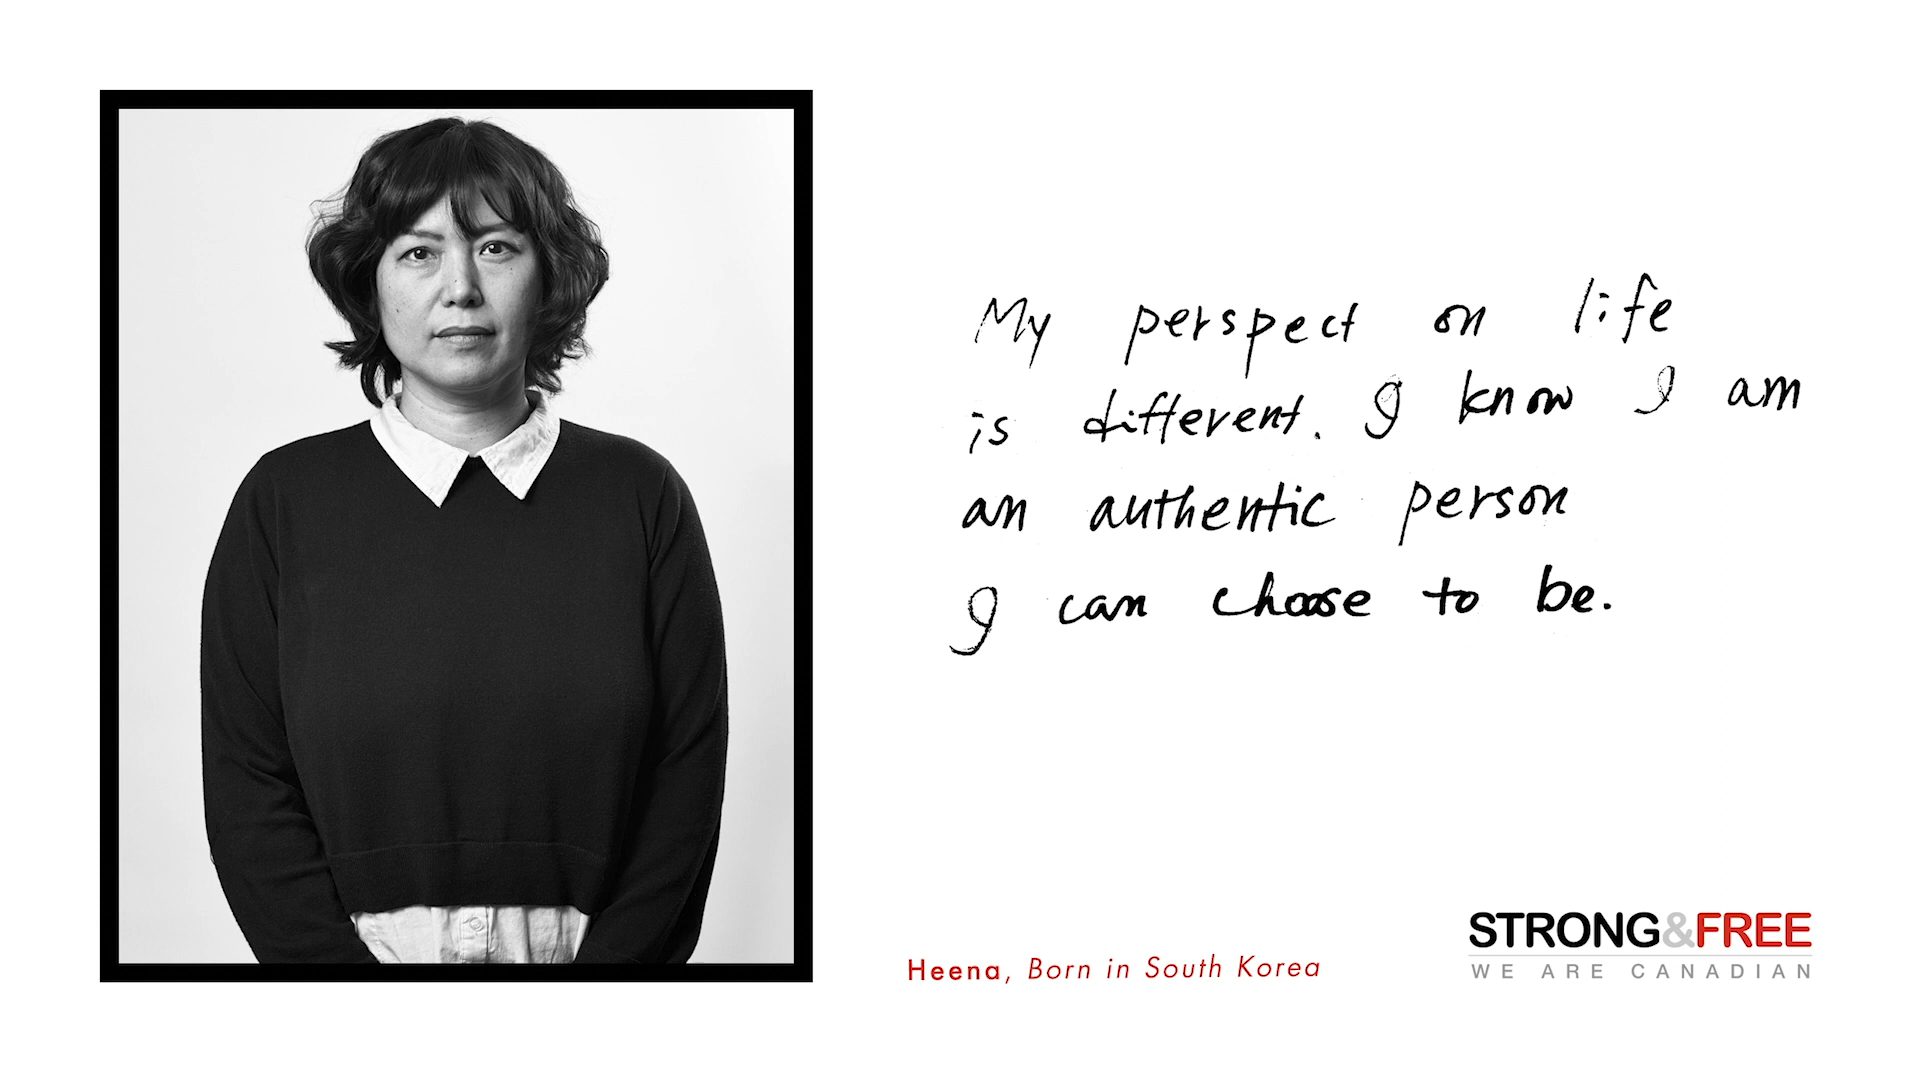 My perspect on life
is different. I know I am
an authentic person
I can choose to be.
Heena, Born in South Korea
STRONG&FREE
WE ARE CANADIAN